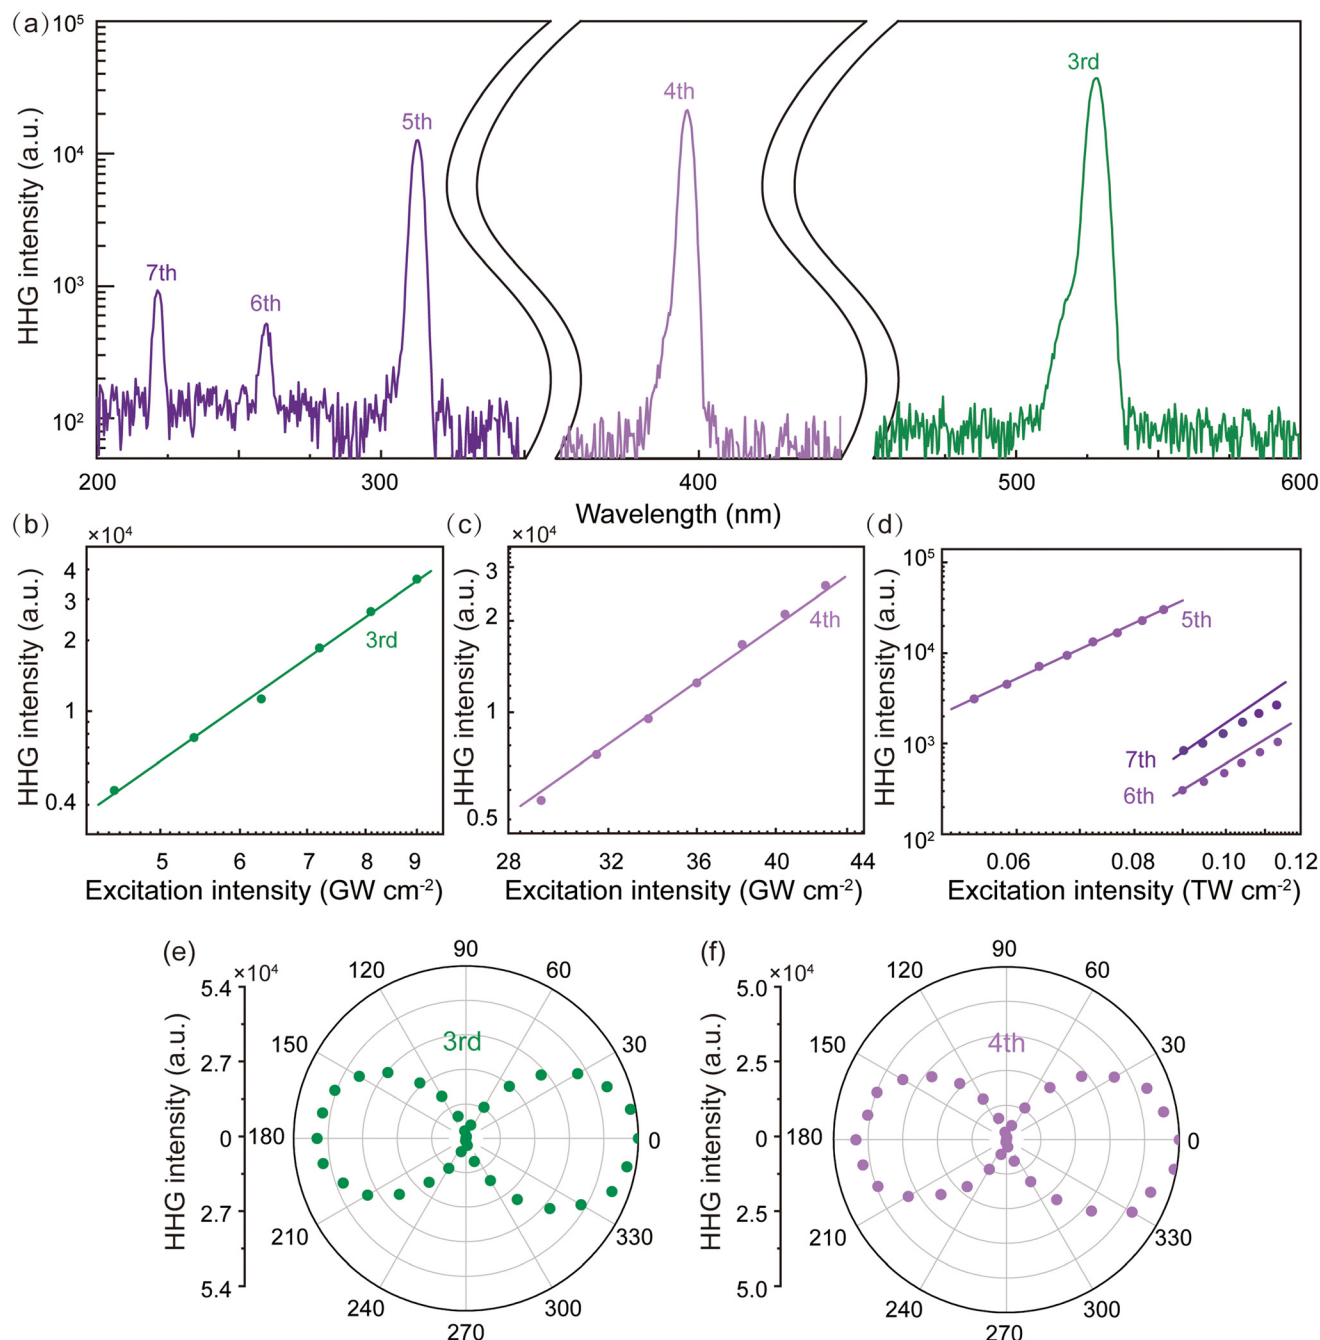 (a)
HHG intensity (a.u.)
10⁵
10⁴
10³
10²
7th
6th
5th
4th
3rd
200
300
400
500
600
Wavelength (nm)
(b)
×10⁴
HHG intensity (a.u.)
4
3
2
1
0.4
3rd
5 6 7 8 9
Excitation intensity (GW cm⁻²)
(c)
×10⁴
HHG intensity (a.u.)
3
2
1
0.5
4th
28 32 36 40 44
Excitation intensity (GW cm⁻²)
(d)
HHG intensity (a.u.)
10⁵
10⁴
10³
10²
5th
7th
6th
0.06 0.08 0.10 0.12
Excitation intensity (TW cm⁻²)
(e)
×10⁴
HHG intensity (a.u.)
5.4
2.7
0
2.7
5.4
3rd
90
60
30
0
330
300
270
240
210
180
150
120
(f)
×10⁴
HHG intensity (a.u.)
5.0
2.5
0
2.5
5.0
4th
90
60
30
0
330
300
270
240
210
180
150
120